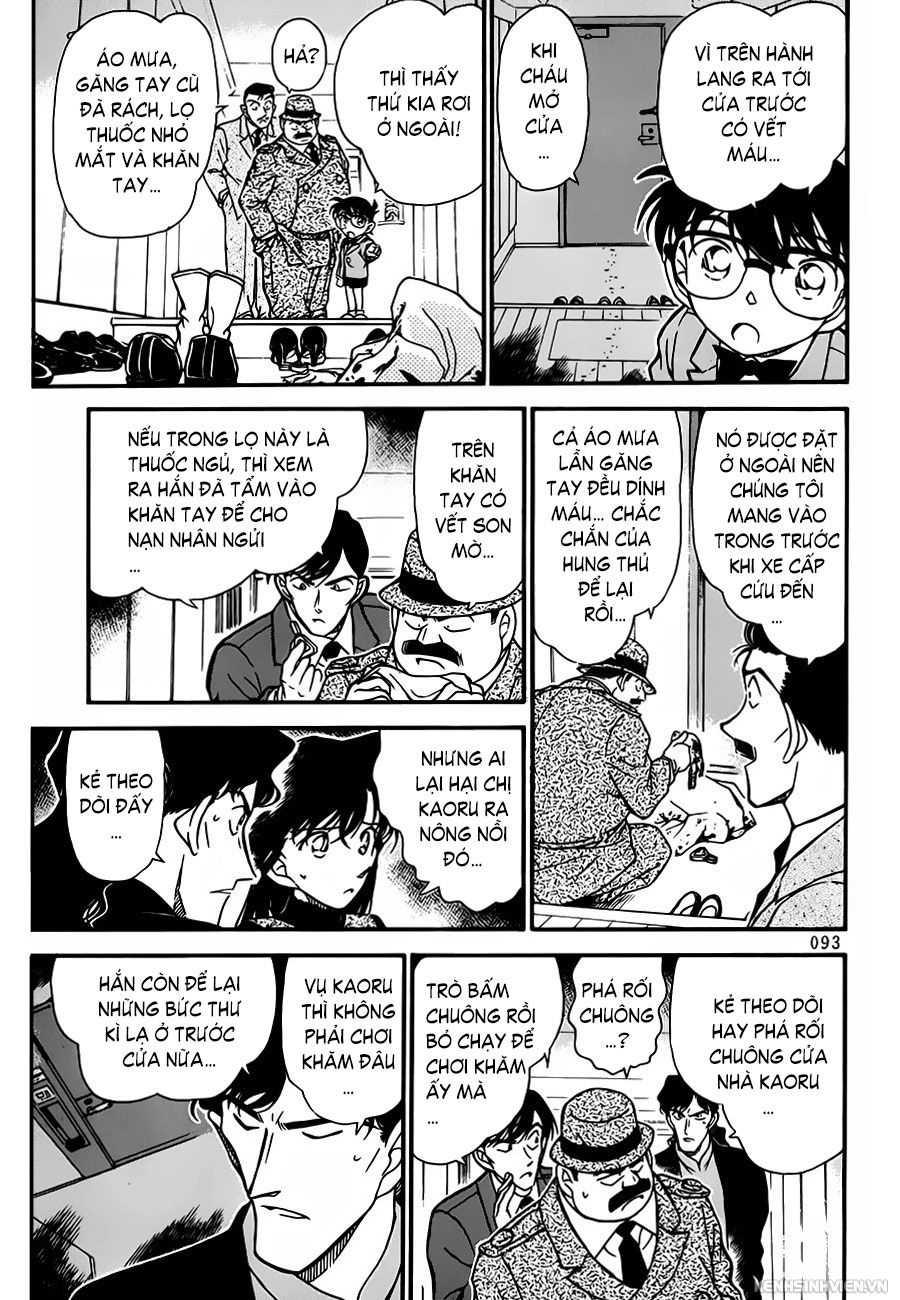 VÌ TRÊN HÀNH
LANG RA TỚI
CỬA TRƯỚC
CÓ VẾT
MÁU...
KHI
CHÁU
MỞ
CỬA
...
THÌ THẤY
THỨ KIA RƠI
Ở NGOÀI!
HẢ?
ÁO MƯA,
GĂNG TAY CŨ
ĐÃ RÁCH, LỌ
THUỐC NHỎ
MẮT VÀ KHĂN
TAY...
NÓ ĐƯỢC ĐẶT
Ở NGOÀI NÊN
CHÚNG TÔI
MANG VÀO
TRONG TRƯỚC
KHI XE CẤP
CỨU ĐẾN
...
CẢ ÁO MƯA
LẪN GĂNG
TAY ĐỀU DÍNH
MÁU... CHẮC
CHẮN CỦA
HUNG THỦ
ĐỂ LẠI
RỒI...
TRÊN
KHĂN
TAY CÓ
VẾT SON
MỜ...
NẾU TRONG LỌ NÀY LÀ
THUỐC NGỦ, THÌ XEM
RA HẮN ĐÃ TẨM VÀO
KHĂN TAY ĐỂ CHO
NẠN NHÂN NGỬI
...
NHƯNG AI
LẠI HẠI CHỊ
KAORU RA
NÔNG NỖI
ĐÓ...
KẺ THEO
DÕI ĐẤY
...
093
KẺ THEO DÕI
HAY PHÁ RỐI
CHUÔNG CỬA
NHÀ KAORU
...
PHÁ RỐI
CHUÔNG
...?
TRÒ BẤM
CHUÔNG RỒI
BỎ CHẠY ĐỂ
CHƠI KHĂM
ẤY MÀ
...
VỤ KAORU
THÌ KHÔNG
PHẢI CHƠI
KHĂM ĐÂU
...
HẮN CÒN ĐỂ LẠI
NHỮNG BỨC THƯ
KÌ LẠ Ở TRƯỚC
CỬA NỮA...
KENHSINHVIEN.VN